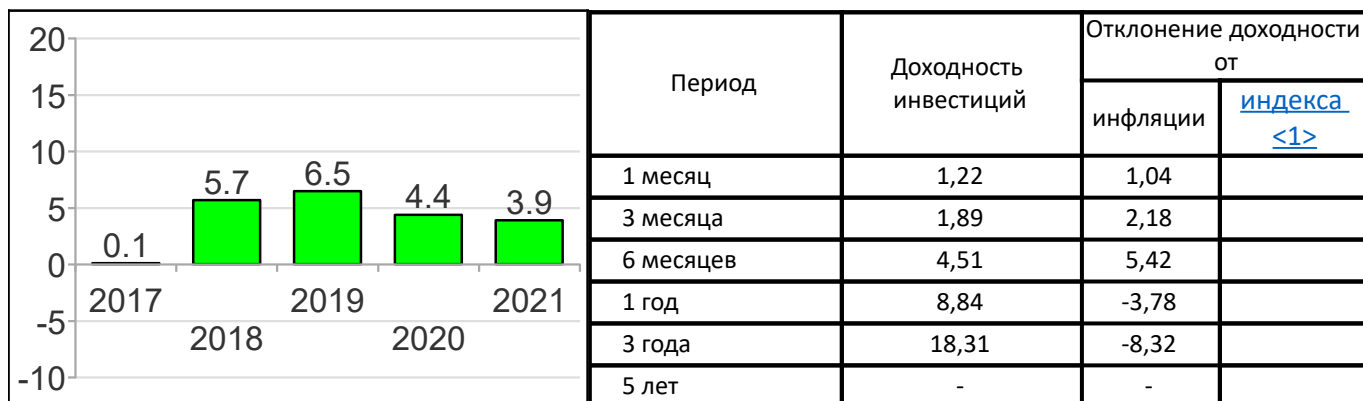 20
15
10
5
0
-5
-10
0.1
5.7
6.5
4.4
3.9
2017
2018
2019
2020
2021
Период
Доходность
инвестиций
Отклонение доходности
от
инфляции
индекса
<1>
1 месяц 1,22 1,04
3 месяца 1,89 2,18
6 месяцев 4,51 5,42
1 год 8,84 -3,78
3 года 18,31 -8,32
5 лет - -